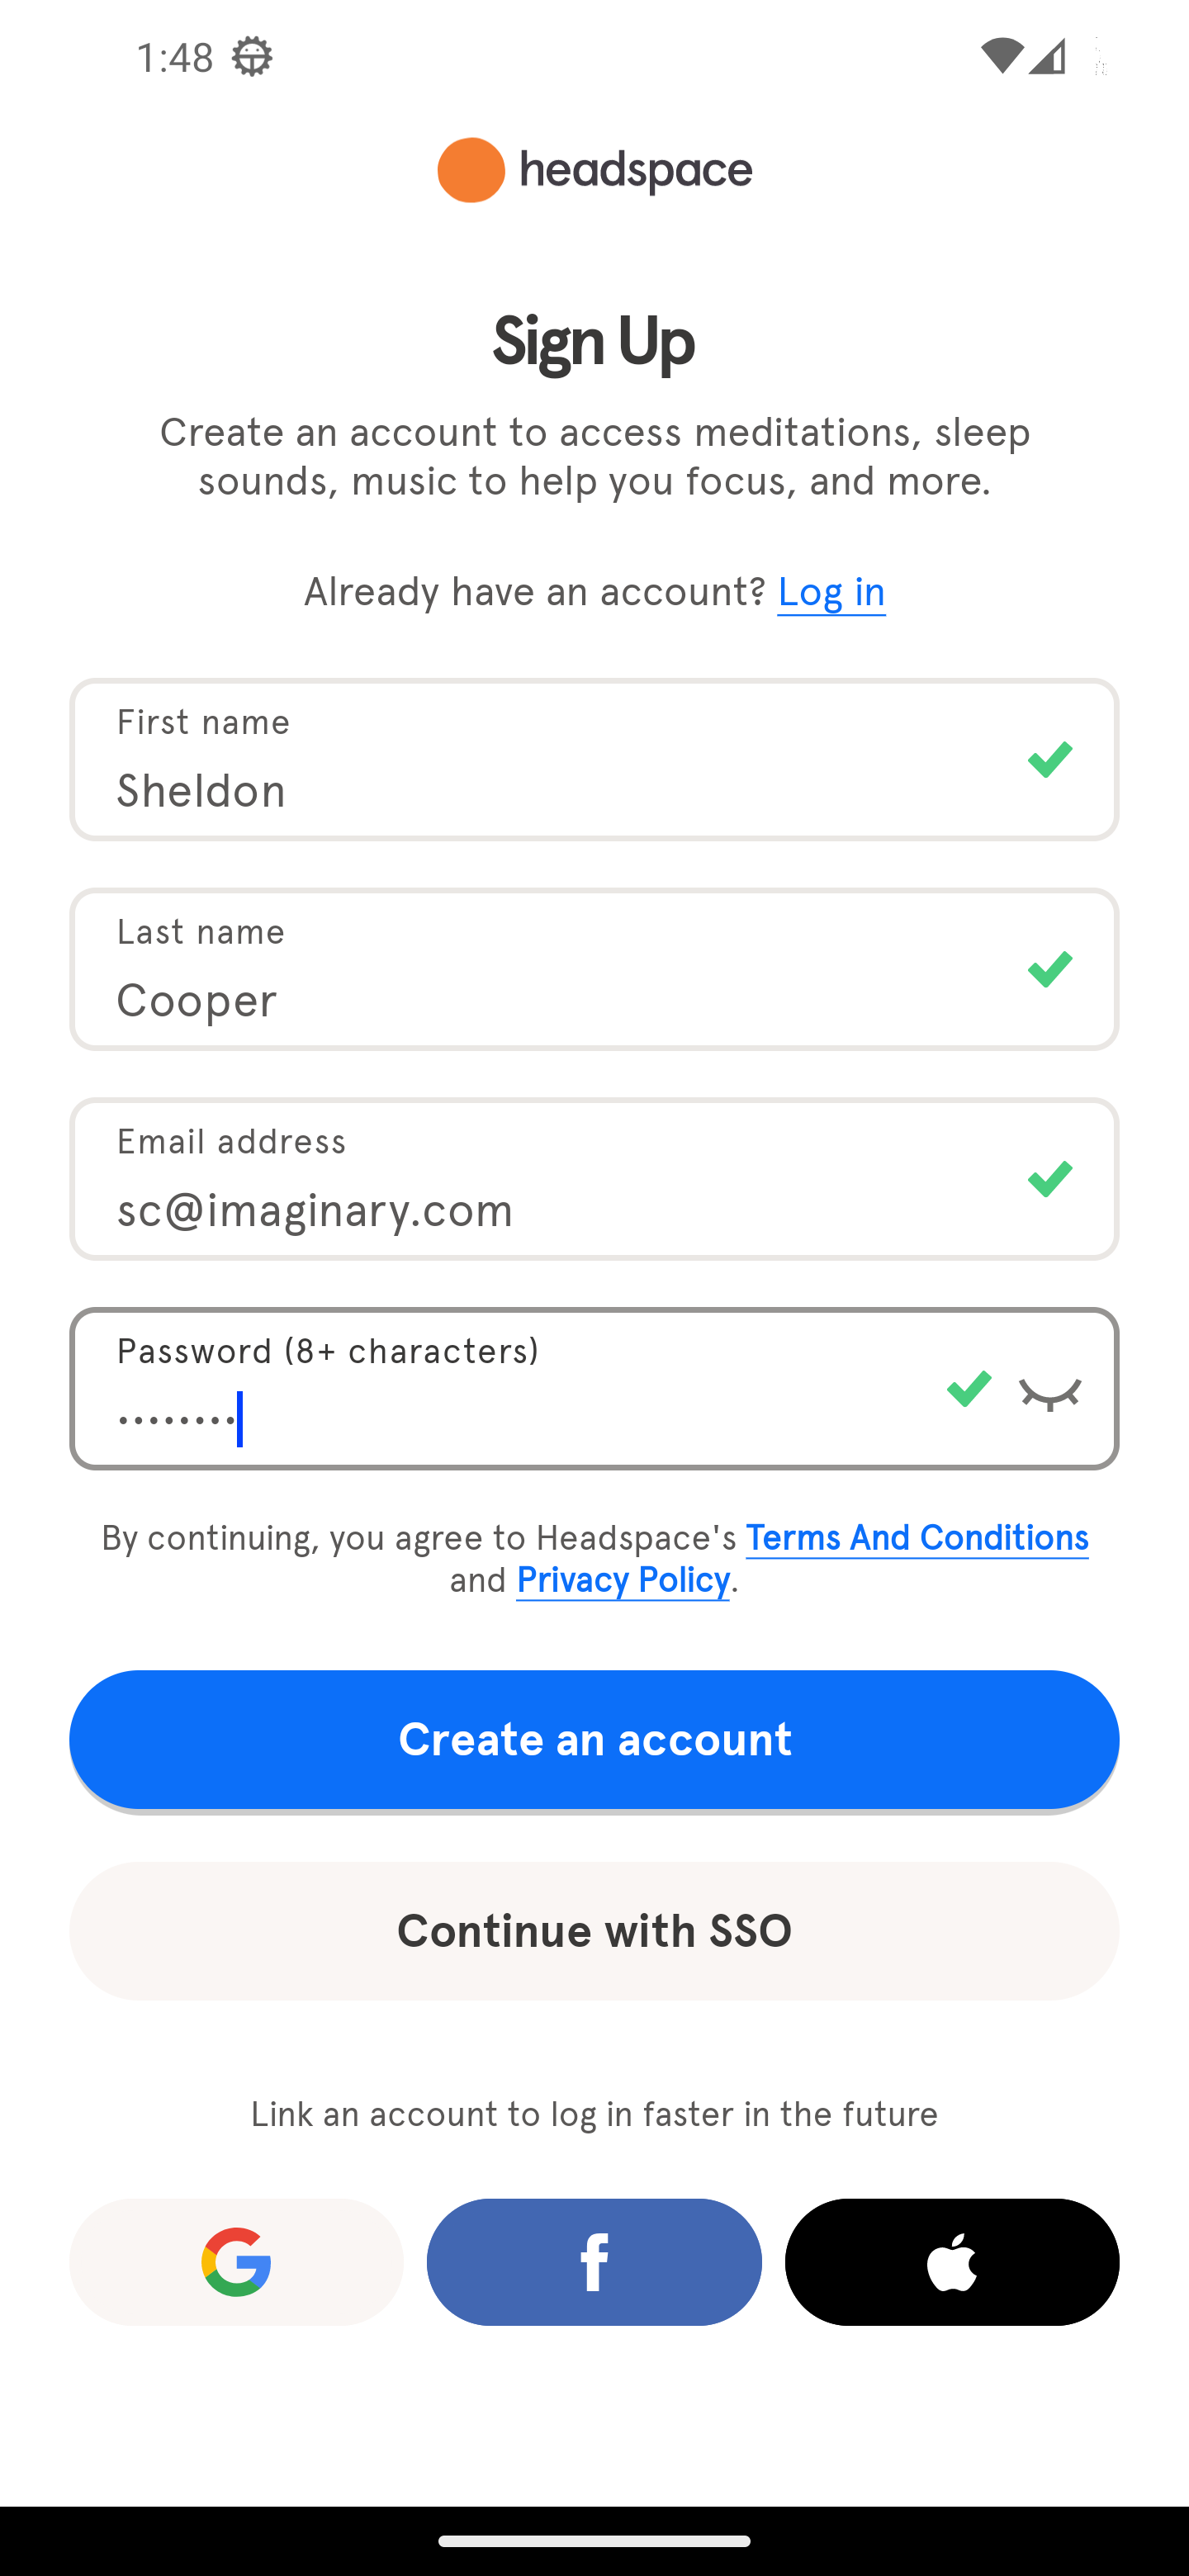 1:48
headspace
Sign Up
Create an account to access meditations, sleep
sounds, music to help you focus, and more.
Already have an account? Log in
First name
Sheldon
Last name
Cooper
Email address
sc@imaginary.com
Password (8+ characters)
••••••••
By continuing, you agree to Headspace's Terms And Conditions
and Privacy Policy.
Create an account
Continue with SSO
Link an account to log in faster in the future